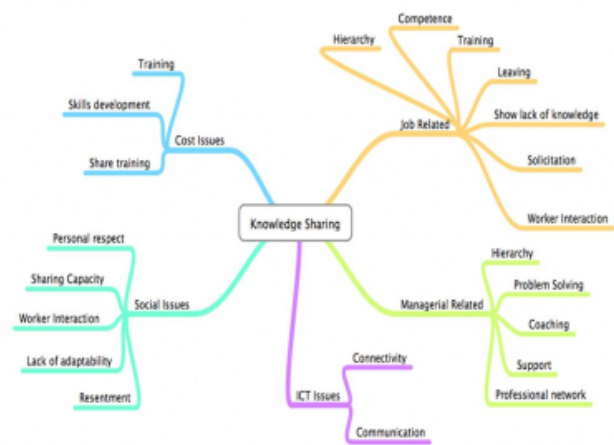 Competence
Hierarchy
Training
Leaving
Show lack of knowledge
Job Related
Solicitation
Worker Interaction
Training
Skills development
Cost Issues
Share training
Knowledge Sharing
Personal respect
Sharing Capacity
Social Issues
Worker Interaction
Lack of adaptability
Resentment
Hierarchy
Problem Solving
Managerial Related
Coaching
Support
Professional network
Connectivity
ICT Issues
Communication